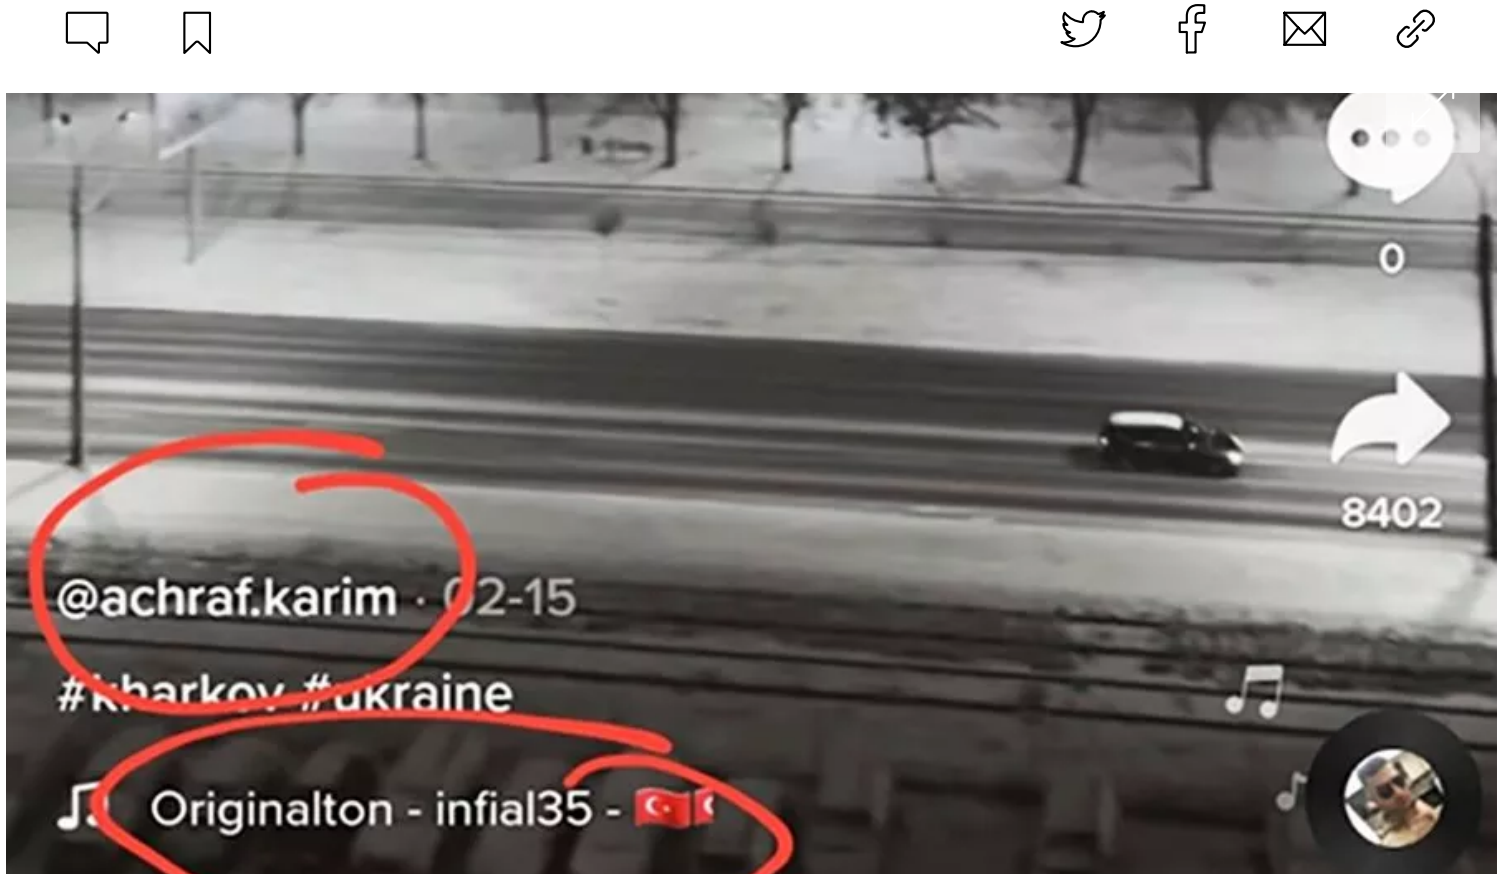 0
8402
@achraf.karim · 02-15
#kharkov #ukraine
Originalton - infial35 - 🇹🇷🇹🇷